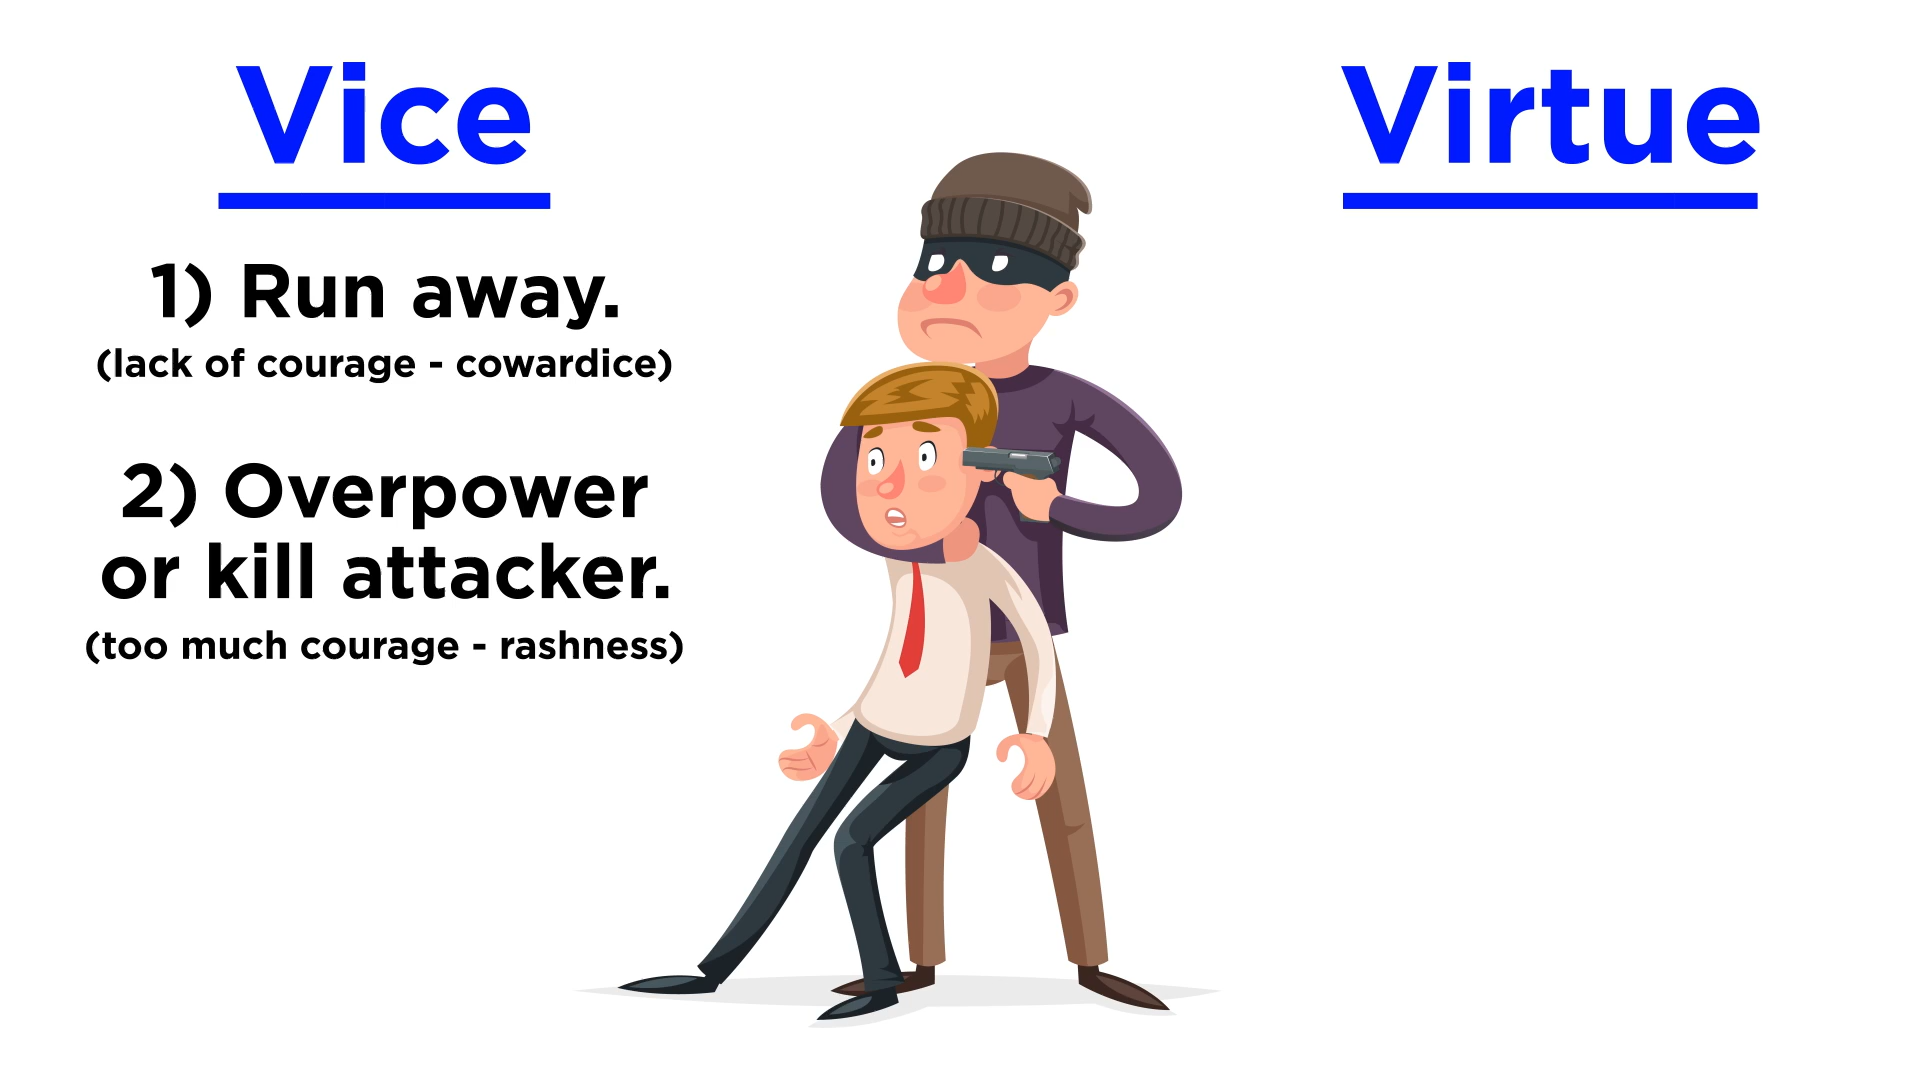 Vice
Virtue
1) Run away.
(lack of courage - cowardice)
2) Overpower
or kill attacker.
(too much courage - rashness)